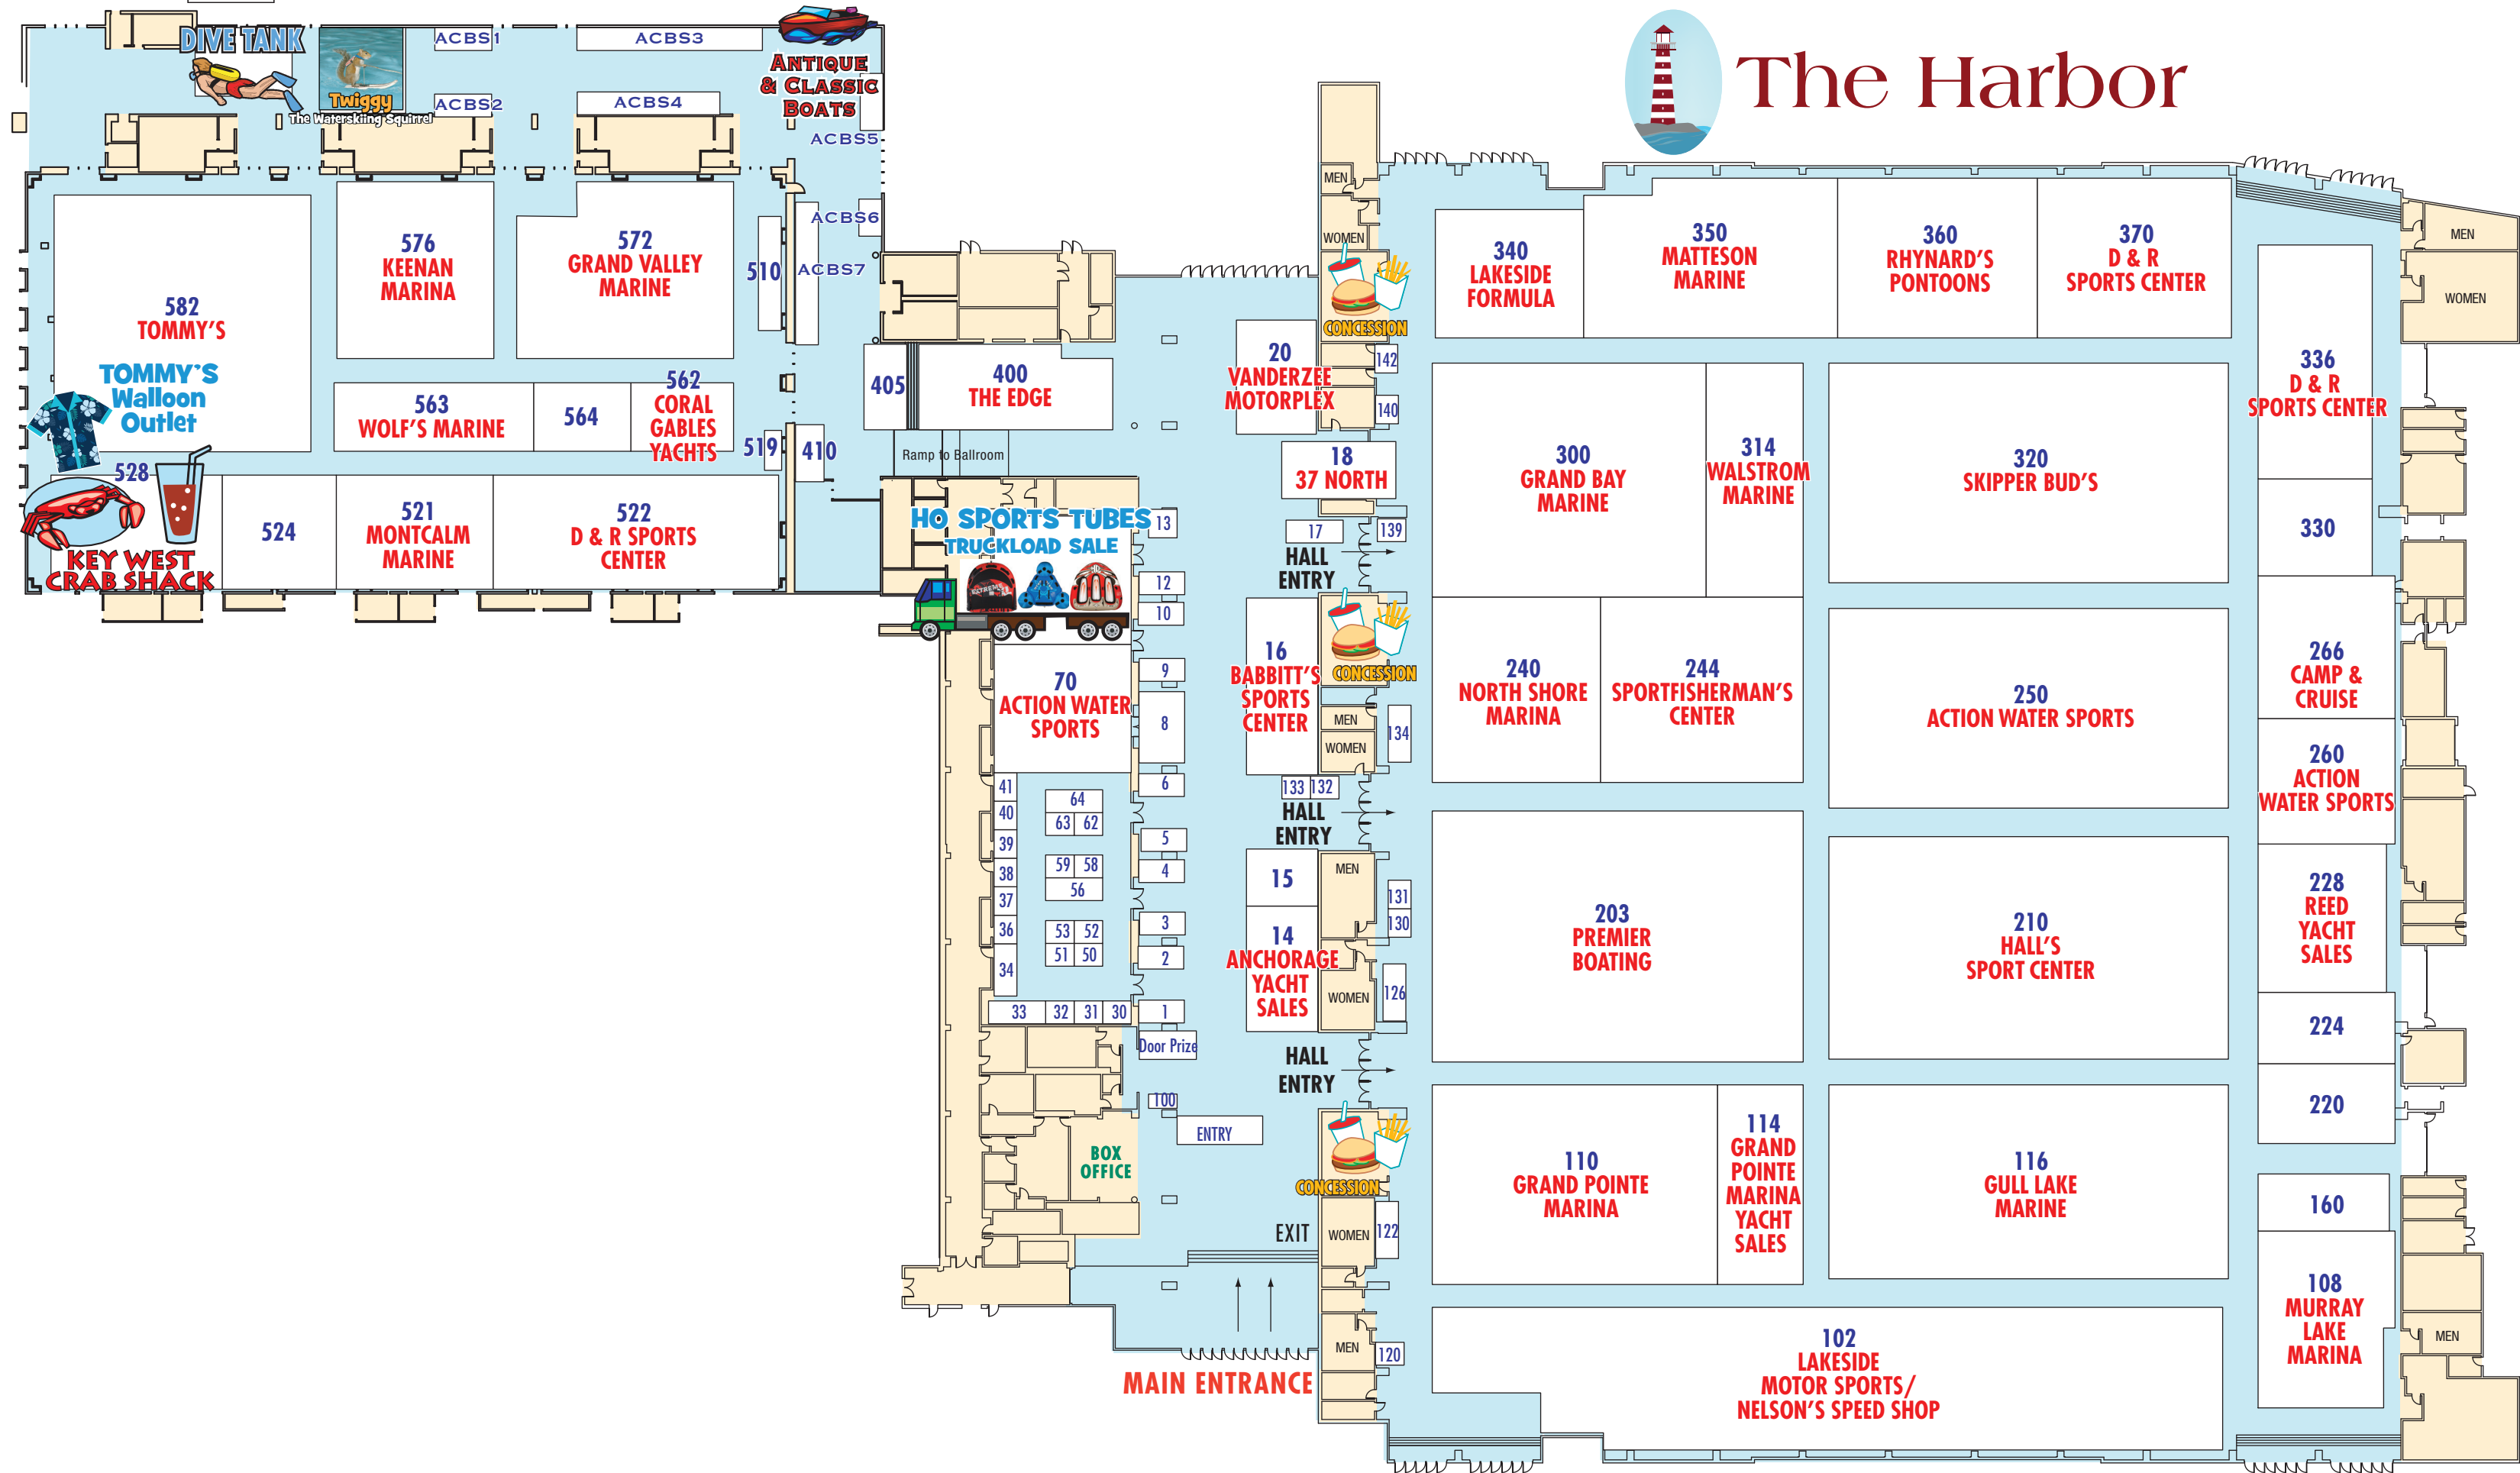 The Harbor
DIVE TANK
Twiggy
The Waterskiing Squirrel
ACBS1
ACBS2
ACBS3
ACBS4
ANTIQUE
& CLASSIC
BOATS
ACBS5
ACBS6
ACBS7
582
TOMMY'S
TOMMY'S
Walloon
Outlet
576
KEENAN
MARINA
572
GRAND VALLEY
MARINE
510
563
WOLF'S MARINE
564
562
CORAL
GABLES
YACHTS
519
410
528
KEY WEST
CRAB SHACK
524
521
MONTCALM
MARINE
522
D & R SPORTS
CENTER
405
400
THE EDGE
Ramp to Ballroom
HO SPORTS TUBES
TRUCKLOAD SALE
EXTREME
13
12
10
9
8
6
5
4
3
2
1
70
ACTION WATER
SPORTS
41
40
39
38
37
36
34
33
32
31
30
64
63
62
59
58
56
53
52
51
50
Door Prize
100
ENTRY
BOX
OFFICE
EXIT
MAIN ENTRANCE
MEN
WOMEN
CONCESSION
20
VANDERZEE
MOTORPLEX
142
140
18
37 NORTH
17
139
HALL
ENTRY
16
BABBITT'S
SPORTS
CENTER
CONCESSION
MEN
WOMEN
134
133
132
HALL
ENTRY
15
MEN
131
130
14
ANCHORAGE
YACHT
SALES
WOMEN
126
HALL
ENTRY
CONCESSION
WOMEN
122
MEN
120
340
LAKESIDE
FORMULA
350
MATTESON
MARINE
360
RHYNARD'S
PONTOONS
370
D & R
SPORTS CENTER
MEN
WOMEN
336
D & R
SPORTS CENTER
300
GRAND BAY
MARINE
314
WALSTROM
MARINE
320
SKIPPER BUD'S
330
240
NORTH SHORE
MARINA
244
SPORTFISHERMAN'S
CENTER
250
ACTION WATER SPORTS
266
CAMP &
CRUISE
260
ACTION
WATER SPORTS
203
PREMIER
BOATING
210
HALL'S
SPORT CENTER
228
REED
YACHT
SALES
224
220
110
GRAND POINTE
MARINA
114
GRAND
POINTE
MARINA
YACHT
SALES
116
GULL LAKE
MARINE
160
108
MURRAY
LAKE
MARINA
MEN
102
LAKESIDE
MOTOR SPORTS/
NELSON'S SPEED SHOP